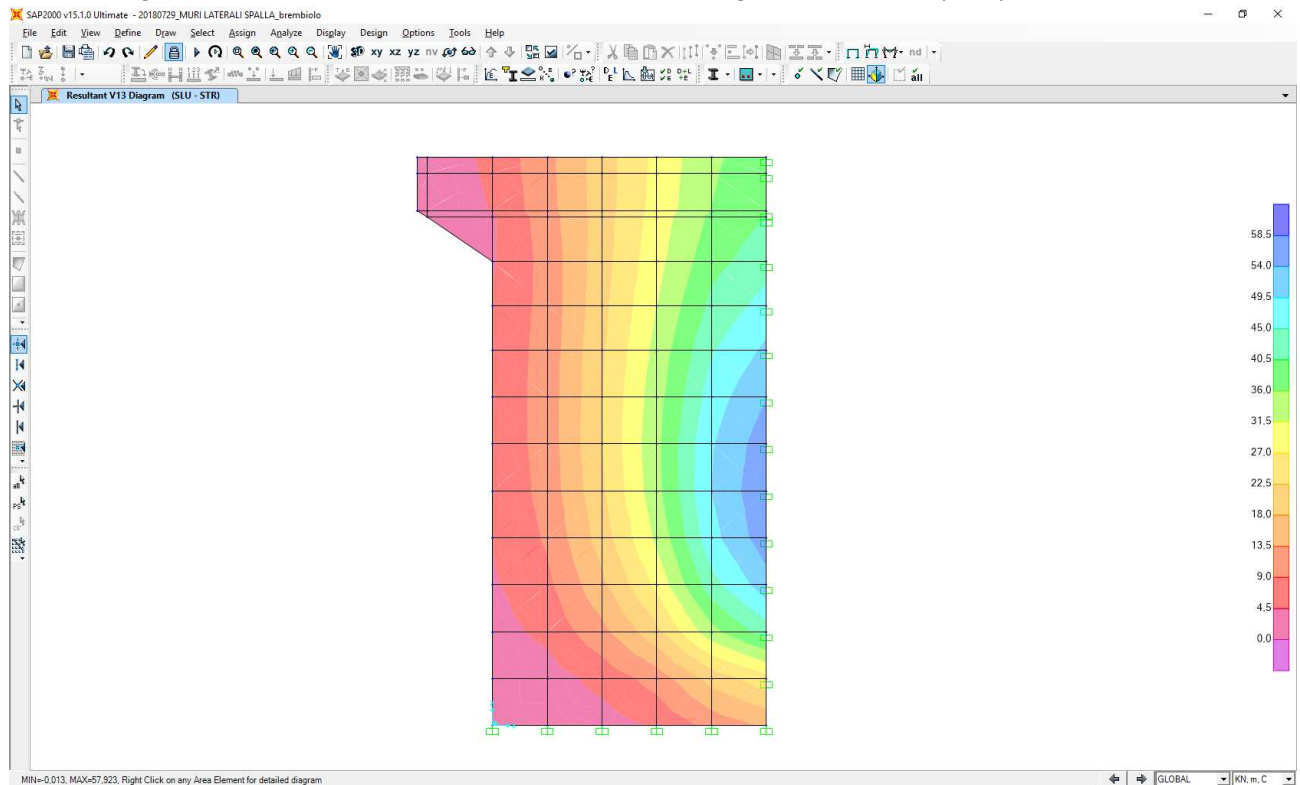 SAP2000 v15.1.0 Ultimate - 20180729_MURI LATERALI SPALLA_brembiolo
File Edit View Define Draw Select Assign Analyze Display Design Options Tools Help
xy xz yz nv
nd
all
Resultant V13 Diagram (SLU - STR)
58.5
54.0
49.5
45.0
40.5
36.0
31.5
27.0
22.5
18.0
13.5
9.0
4.5
0.0
MIN=-0,013, MAX=57,923, Right Click on any Area Element for detailed diagram
GLOBAL
KN, m, C